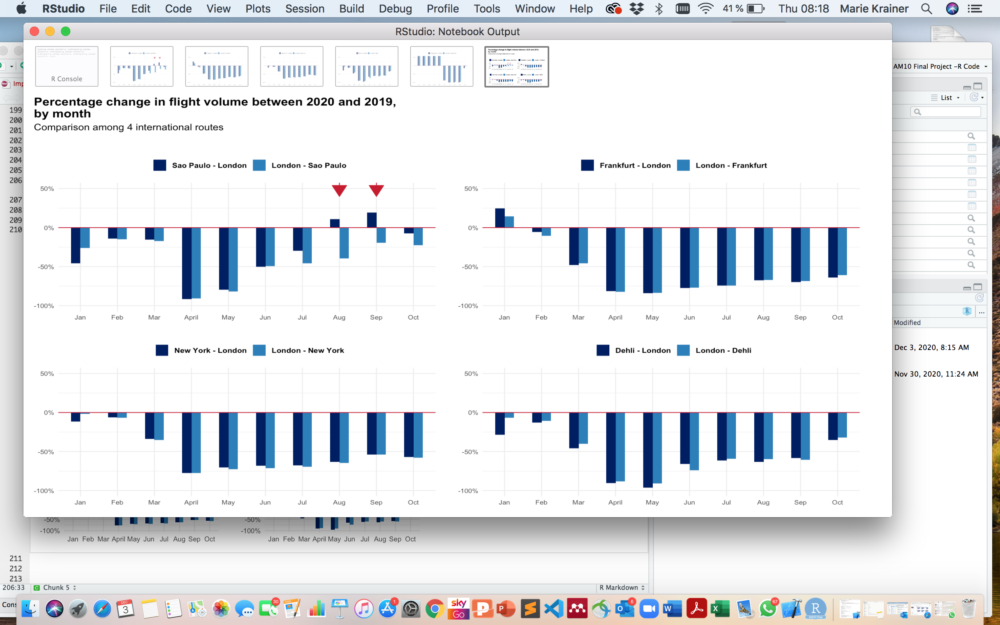 RStudio File Edit Code View Plots Session Build Debug Profile Tools Window Help 41 % Thu 08:18 Marie Krainer
RStudio: Notebook Output
R Console
AM10 Final Project –R Code
Imp
List
Percentage change in flight volume between 2020 and 2019,
by month
Comparison among 4 international routes
199
200
201
202
203
204
205
206
207
208
209
210
Sao Paulo - London London - Sao Paulo
50%
0%
-50%
-100%
Jan Feb Mar April May Jun Jul Aug Sep Oct
Frankfurt - London London - Frankfurt
50%
0%
-50%
-100%
Jan Feb Mar April May Jun Jul Aug Sep Oct
New York - London London - New York
50%
0%
-50%
-100%
Jan Feb Mar April May Jun Jul Aug Sep Oct
Dehli - London London - Dehli
50%
0%
-50%
-100%
Jan Feb Mar April May Jun Jul Aug Sep Oct
...
Modified
Dec 3, 2020, 8:15 AM
Nov 30, 2020, 11:24 AM
-50% -50%
-100% -100%
Jan Feb Mar April May Jun Jul Aug Sep Oct Jan Feb Mar April May Jun Jul Aug Sep Oct
211
212
213
206:33 C Chunk 5 R Markdown
Cons
DEC
3
30
1
sky
Go
6
67
AM10 Final